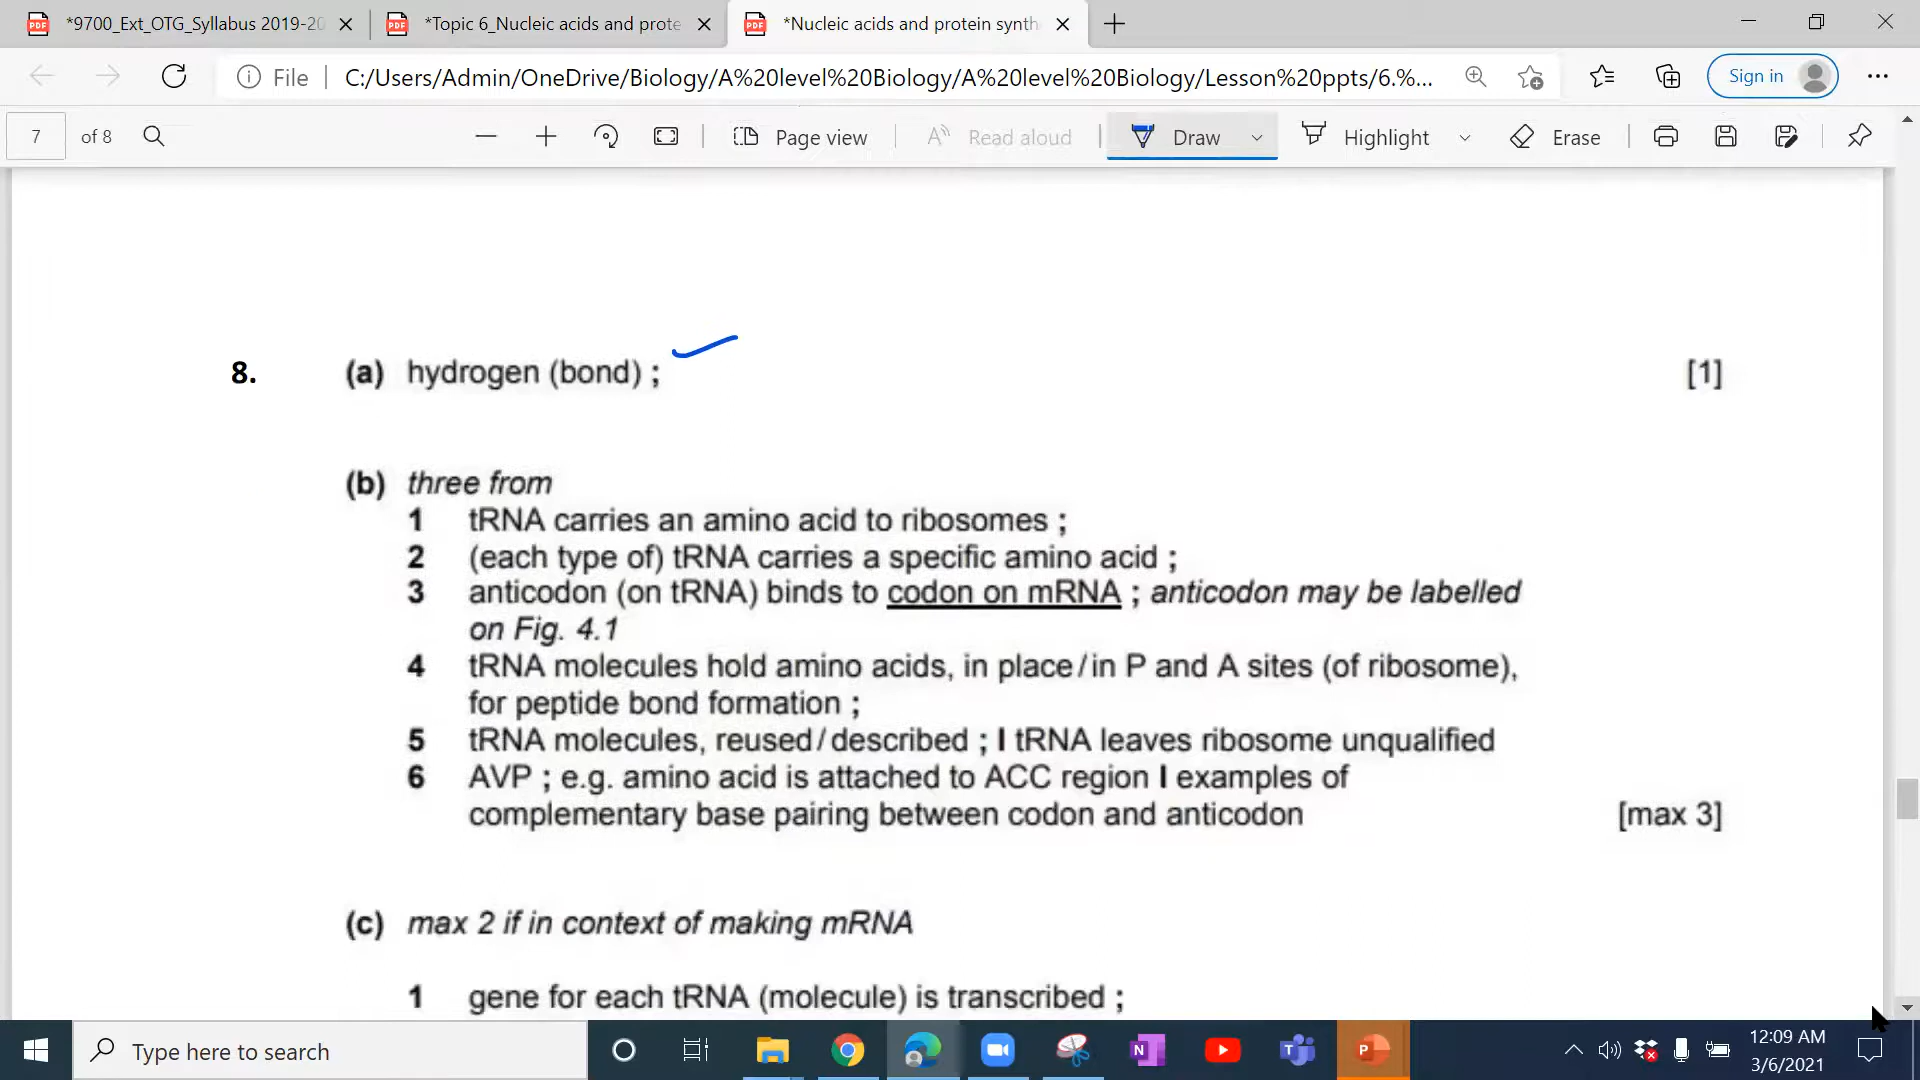 *9700_Ext_OTG_Syllabus 2019-20
*Topic 6_Nucleic acids and prote
*Nucleic acids and protein synth
File
C:/Users/Admin/OneDrive/Biology/A%20level%20Biology/A%20level%20Biology/Lesson%20ppts/6.%...
Sign in
7 of 8
Page view
Read aloud
Draw
Highlight
Erase
8. (a) hydrogen (bond) ; [1]
(b) three from
1 tRNA carries an amino acid to ribosomes ;
2 (each type of) tRNA carries a specific amino acid ;
3 anticodon (on tRNA) binds to codon on mRNA ; anticodon may be labelled
on Fig. 4.1
4 tRNA molecules hold amino acids, in place / in P and A sites (of ribosome),
for peptide bond formation ;
5 tRNA molecules, reused / described ; I tRNA leaves ribosome unqualified
6 AVP ; e.g. amino acid is attached to ACC region I examples of
complementary base pairing between codon and anticodon [max 3]
(c) max 2 if in context of making mRNA
1 gene for each tRNA (molecule) is transcribed ;
Type here to search
12:09 AM
3/6/2021